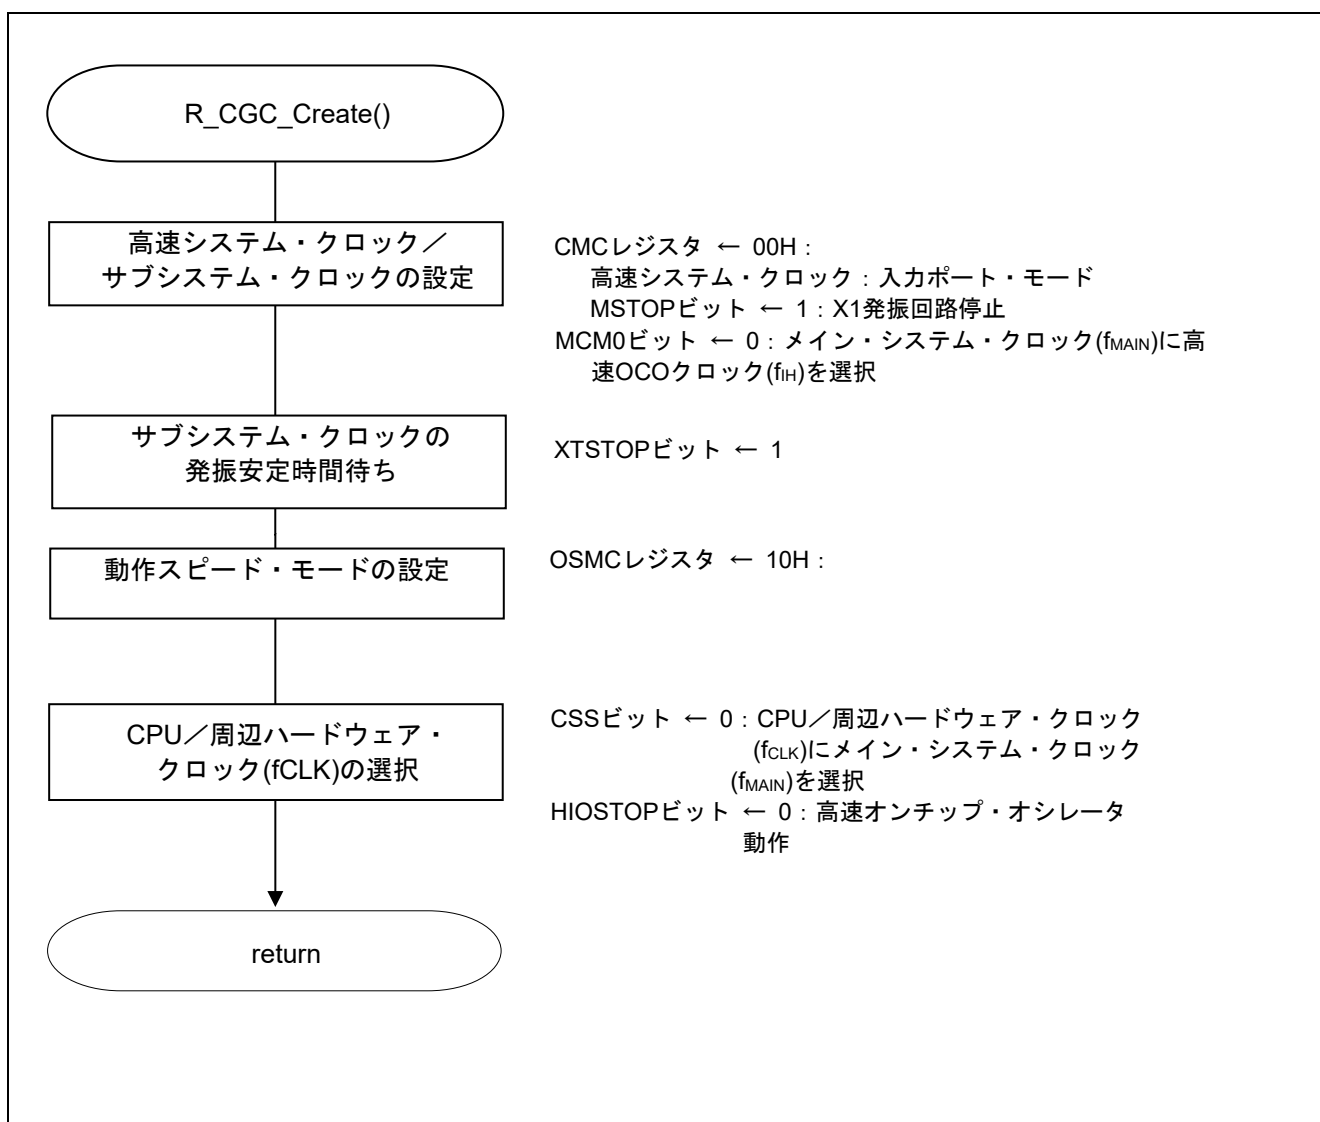 R_CGC_Create()
高速システム・クロック／
サブシステム・クロックの設定
CMCレジスタ ← 00H：
高速システム・クロック：入力ポート・モード
MSTOPビット ← 1：X1発振回路停止
MCM0ビット ← 0：メイン・システム・クロック(fMAIN)に高
速OCOクロック(fIH)を選択
サブシステム・クロックの
発振安定時間待ち
XTSTOPビット ← 1
動作スピード・モードの設定
OSMCレジスタ ← 10H：
CPU／周辺ハードウェア・
クロック(fCLK)の選択
CSSビット ← 0：CPU／周辺ハードウェア・クロック
(fCLK)にメイン・システム・クロック
(fMAIN)を選択
HIOSTOPビット ← 0：高速オンチップ・オシレータ
動作
return